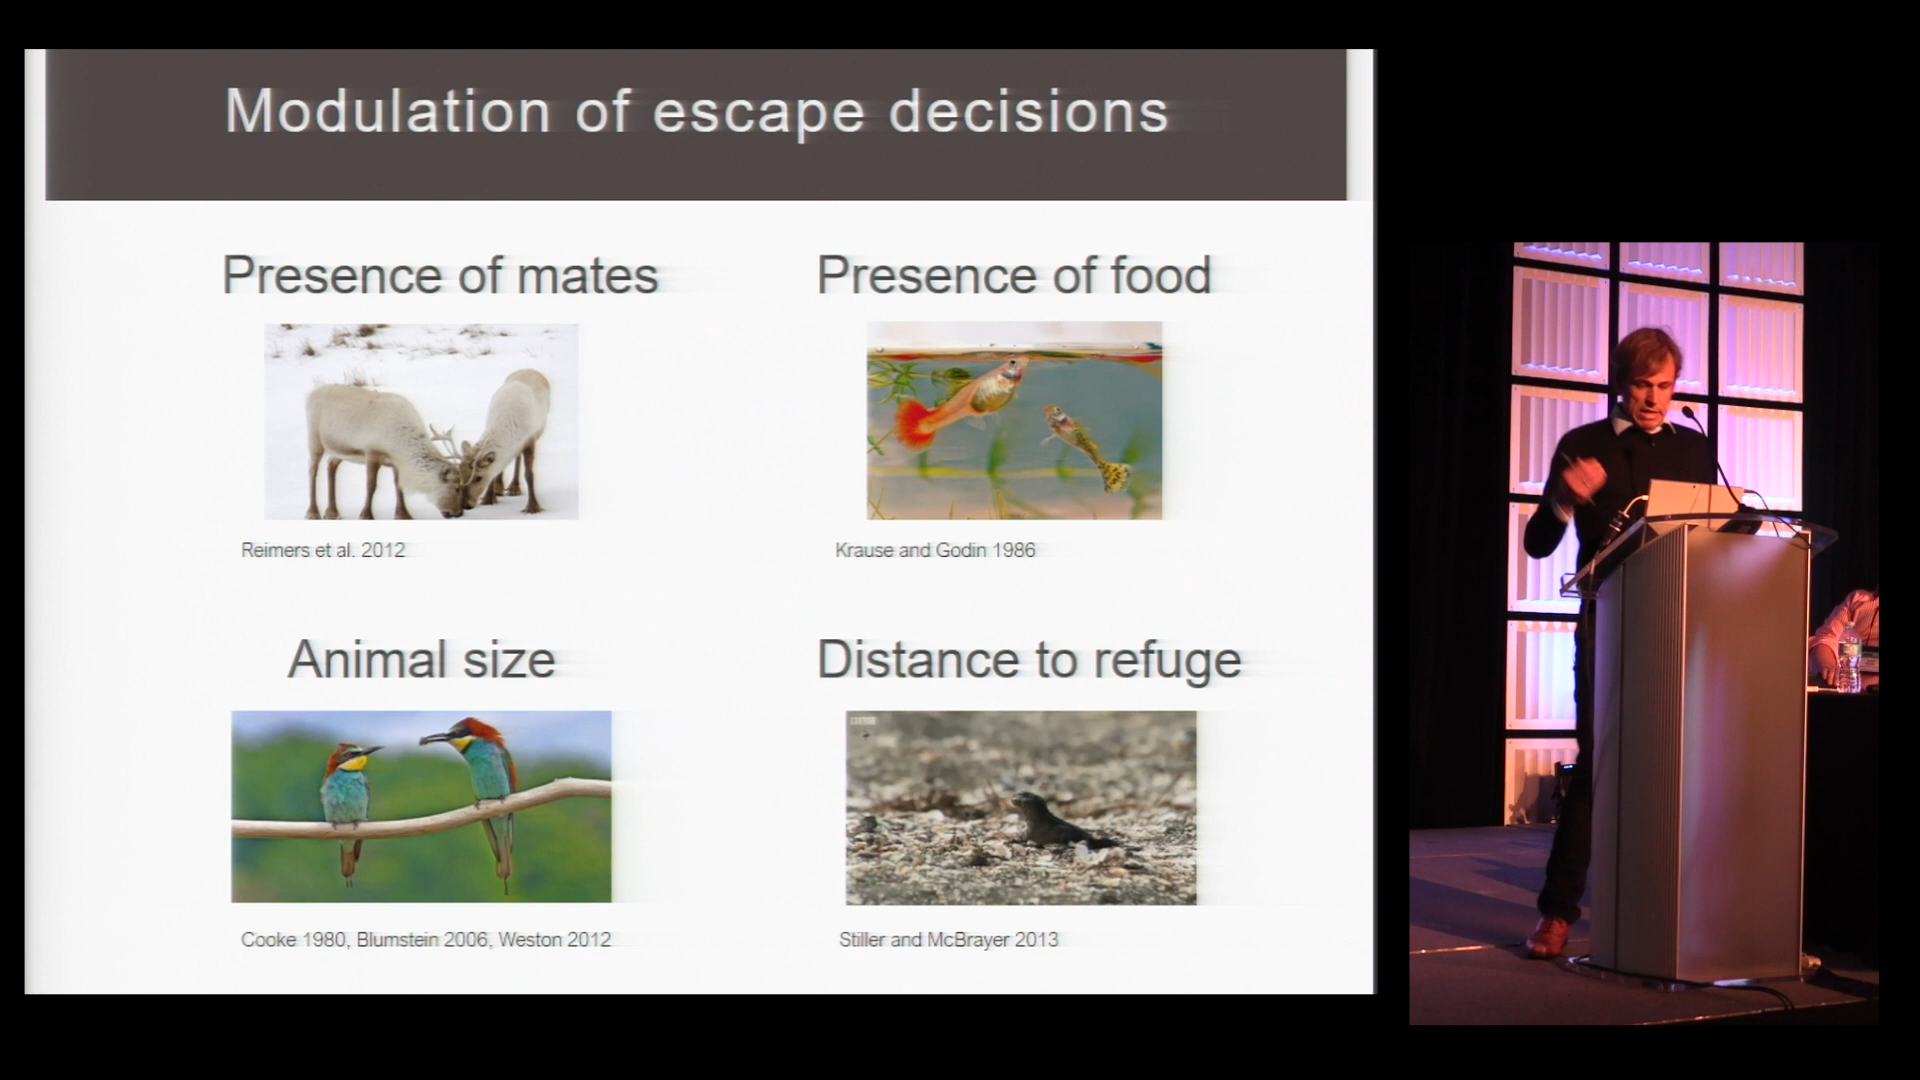 Modulation of escape decisions
Presence of mates
Presence of food
Reimers et al. 2012
Krause and Godin 1986
Animal size
Distance to refuge
Cooke 1980, Blumstein 2006, Weston 2012
Stiller and McBrayer 2013